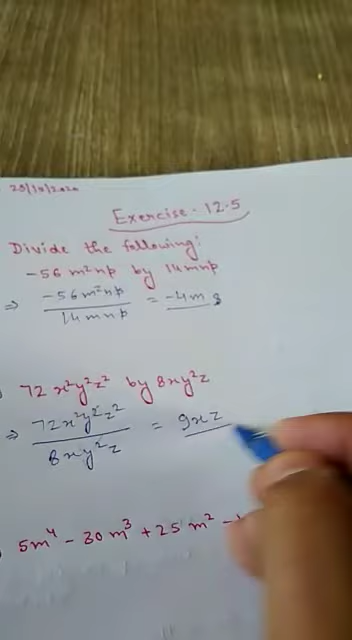 23/10/2020
Exercise - 12.5
Divide the following:
-56 m²np by 14mnp
⇒ -56m²np / 14mnp = -4m
72 x²y²z² by 8xy²z
⇒ 72x²y²z² / 8xy²z = 9xz
5m⁴ - 30m³ + 25m² -